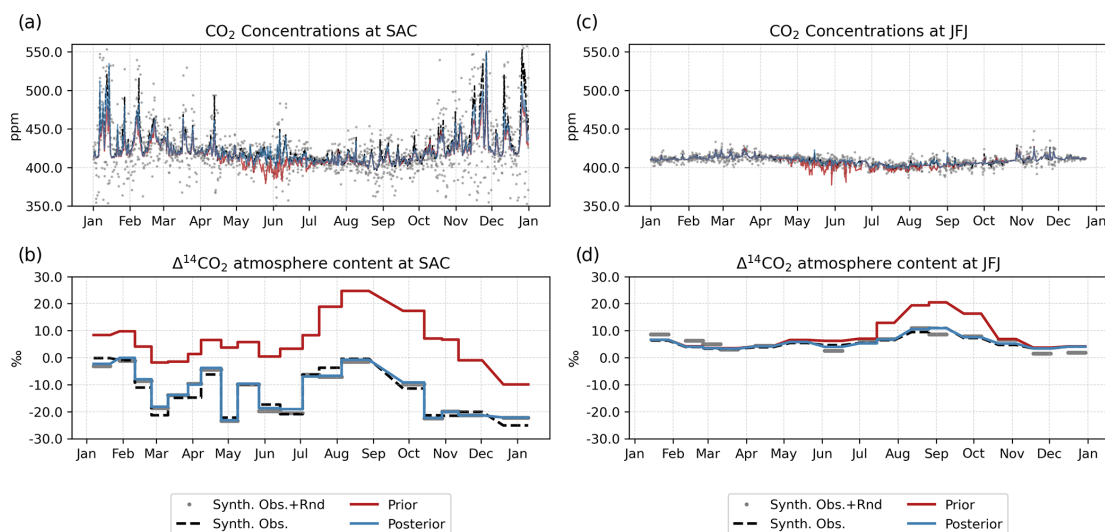 (a)
CO2 Concentrations at SAC
550.0
500.0
450.0
400.0
350.0
ppm
Jan Feb Mar Apr May Jun Jul Aug Sep Oct Nov Dec Jan
(c)
CO2 Concentrations at JFJ
550.0
500.0
450.0
400.0
350.0
ppm
Jan Feb Mar Apr May Jun Jul Aug Sep Oct Nov Dec Jan
(b)
Δ14CO2 atmosphere content at SAC
30.0
20.0
10.0
0.0
-10.0
-20.0
-30.0
‰
Jan Feb Mar Apr May Jun Jul Aug Sep Oct Nov Dec Jan
(d)
Δ14CO2 atmosphere content at JFJ
30.0
20.0
10.0
0.0
-10.0
-20.0
-30.0
‰
Jan Feb Mar Apr May Jun Jul Aug Sep Oct Nov Dec Jan
Synth. Obs.+Rnd Prior
Synth. Obs. Posterior
Synth. Obs.+Rnd Prior
Synth. Obs. Posterior